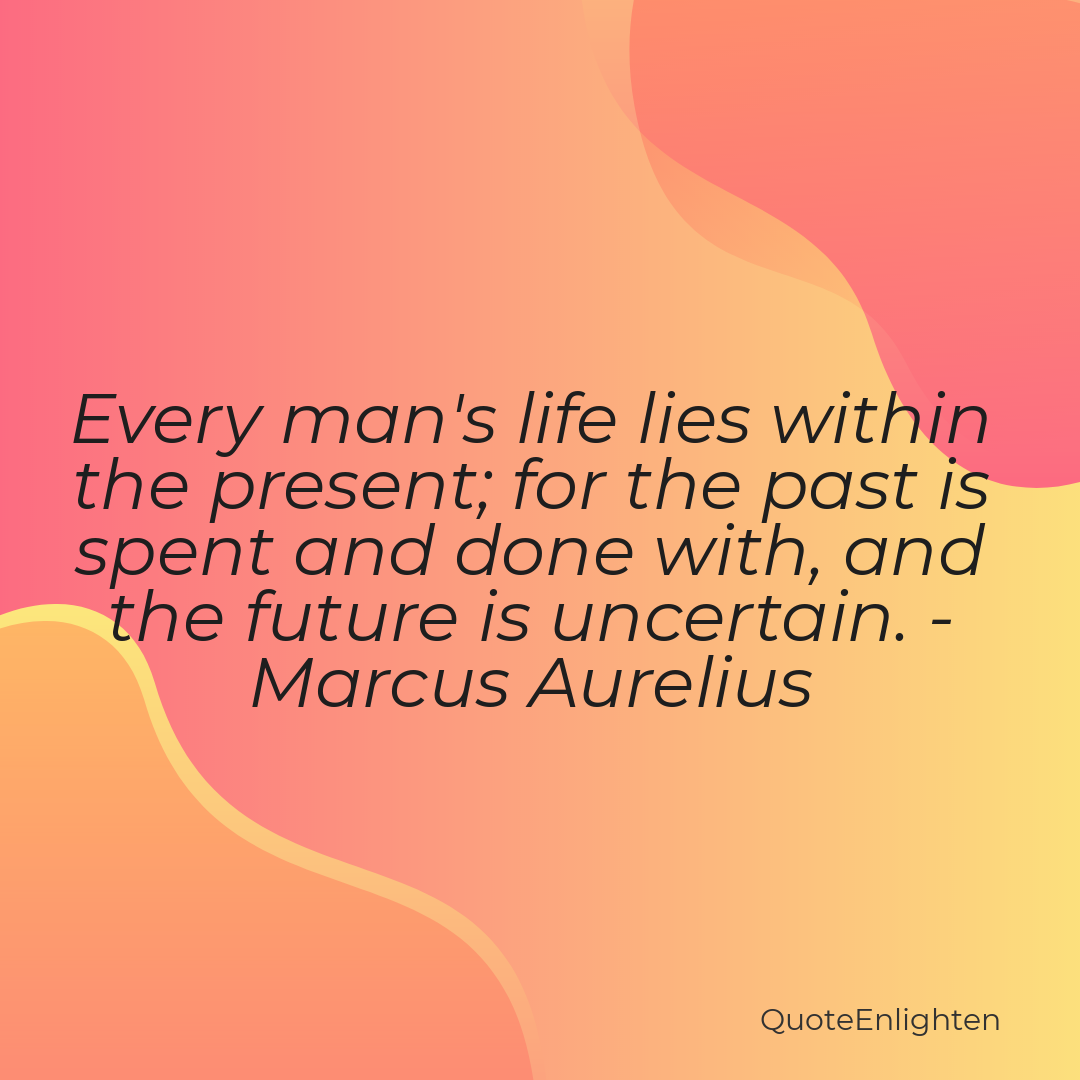 Every man's life lies within
the present; for the past is
spent and done with, and
the future is uncertain. -
Marcus Aurelius
QuoteEnlighten